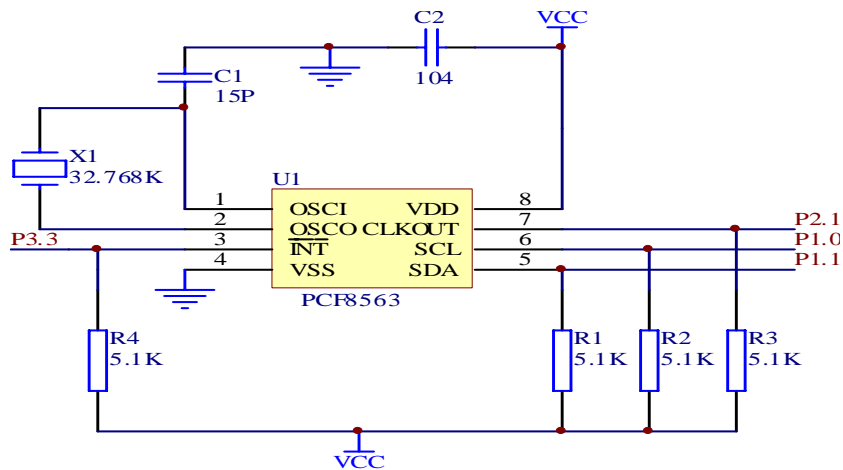 C2
VCC
104
C1
15P
X1
32.768K
U1
1 OSCI VDD 8
2 OSCO CLKOUT 7
3 INT SCL 6
4 VSS SDA 5
P3.3
P2.1
P1.0
P1.1
PCF8563
R4
5.1K
R1
5.1K
R2
5.1K
R3
5.1K
VCC